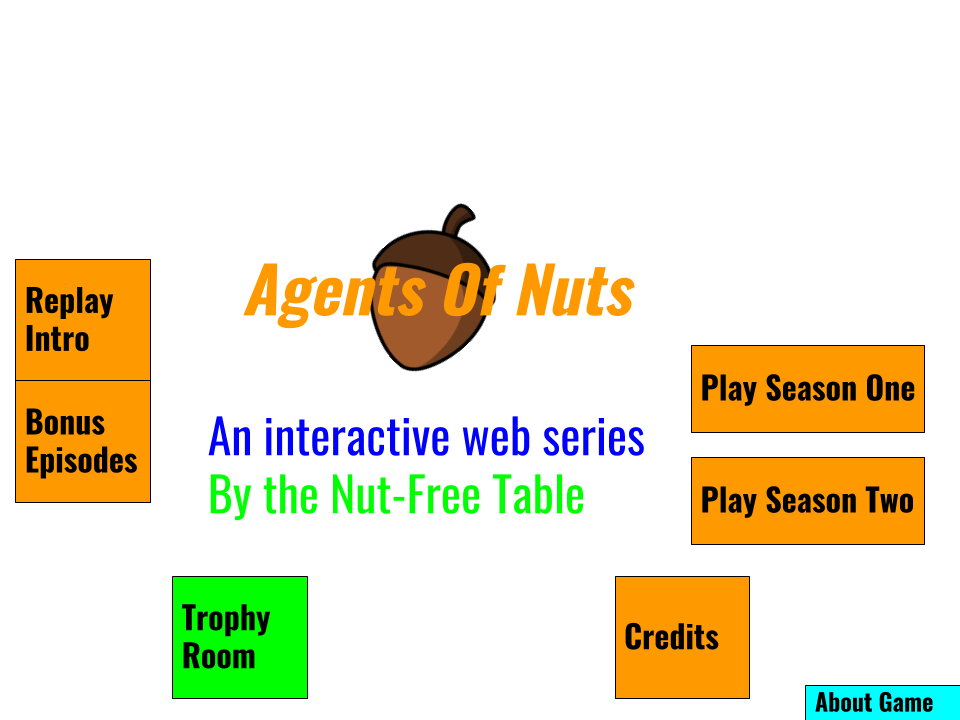 Agents Of Nuts
Replay
Intro
Bonus
Episodes
An interactive web series
By the Nut-Free Table
Play Season One
Play Season Two
Trophy
Room
Credits
About Game